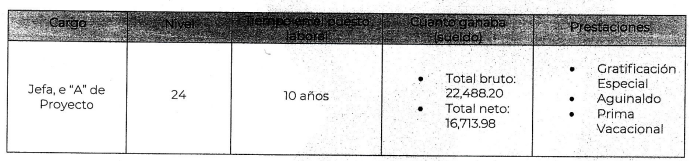 Cargo
Nivel
Tiempo en el puesto
laboral
Cuanto ganaba
(sueldo)
Prestaciones
Jefa, e “A” de
Proyecto
24
10 años
• Total bruto:
22,488.20
• Total neto:
16,713.98
• Gratificación
Especial
• Aguinaldo
• Prima
Vacacional